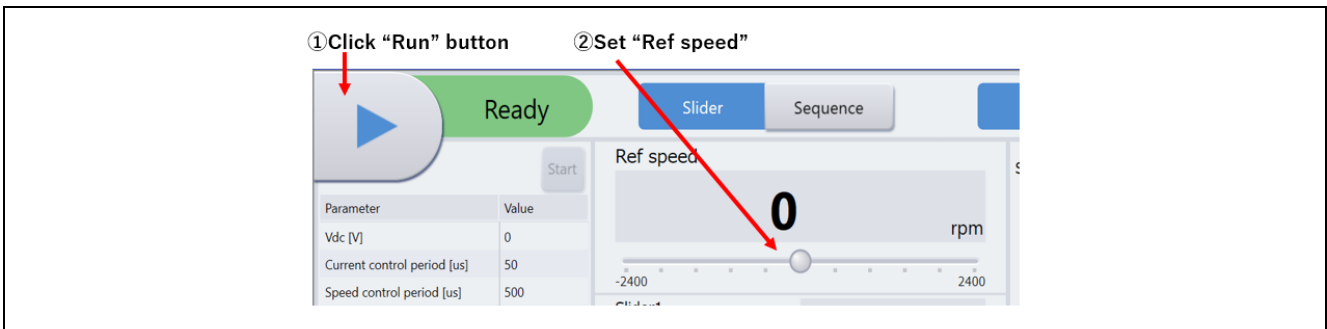 ①Click “Run” button
②Set “Ref speed”
Ready
Slider
Sequence
Start
Ref speed
0
rpm
-2400
2400
Parameter
Value
Vdc [V]
0
Current control period [us]
50
Speed control period [us]
500